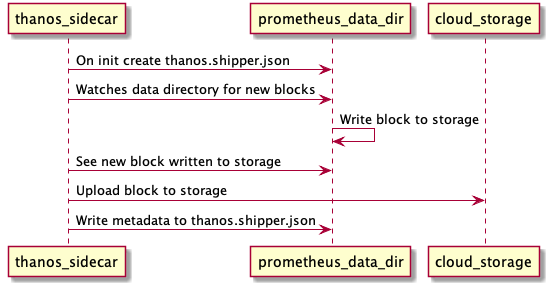 thanos_sidecar prometheus_data_dir cloud_storage
On init create thanos.shipper.json
Watches data directory for new blocks
Write block to storage
See new block written to storage
Upload block to storage
Write metadata to thanos.shipper.json
thanos_sidecar prometheus_data_dir cloud_storage